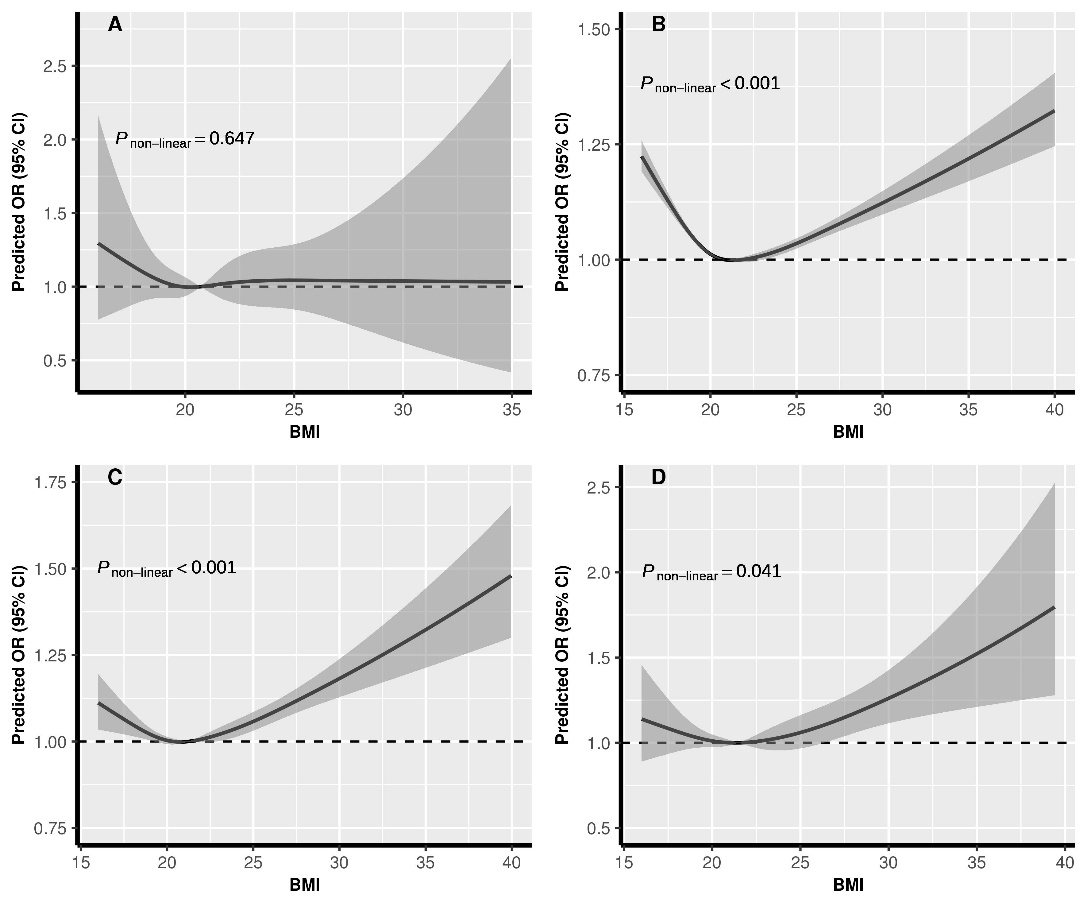 A
P non–linear = 0.647
Predicted OR (95% CI)
2.5
2.0
1.5
1.0
0.5
20 25 30 35
BMI
B
P non–linear < 0.001
Predicted OR (95% CI)
1.50
1.25
1.00
0.75
15 20 25 30 35 40
BMI
C
P non–linear < 0.001
Predicted OR (95% CI)
1.75
1.50
1.25
1.00
0.75
15 20 25 30 35 40
BMI
D
P non–linear = 0.041
Predicted OR (95% CI)
2.5
2.0
1.5
1.0
0.5
15 20 25 30 35 40
BMI